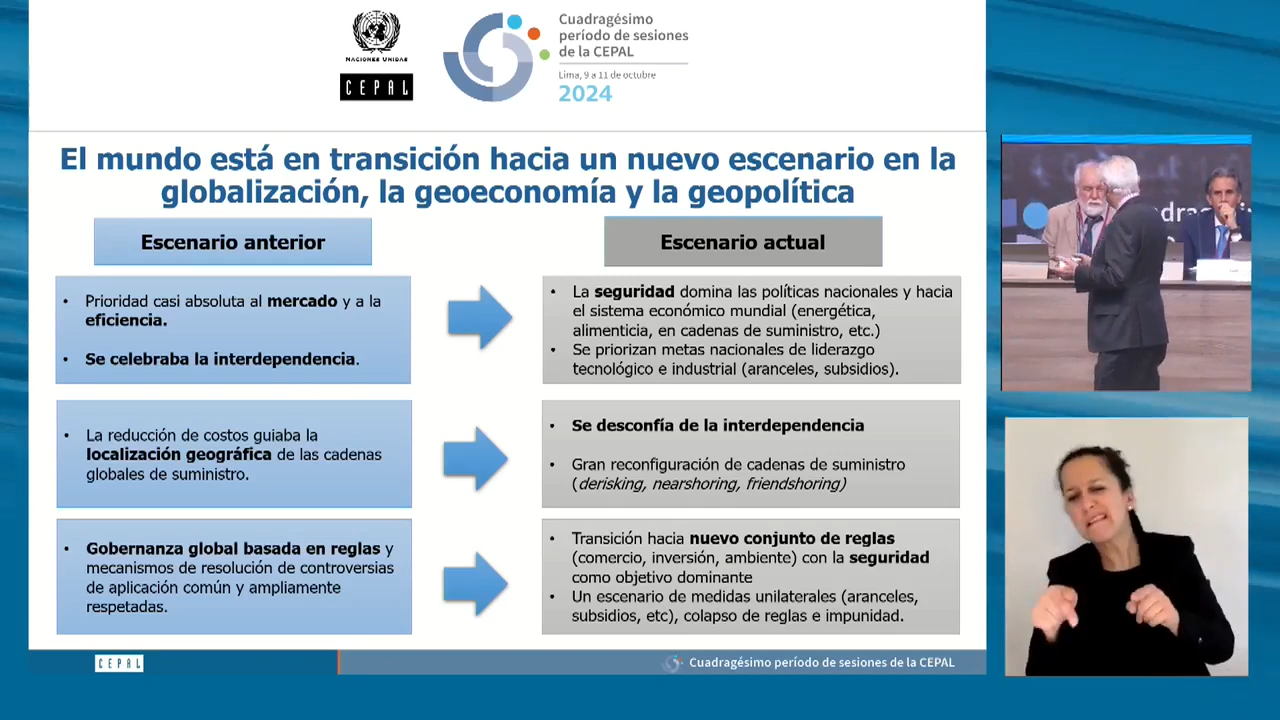 NACIONES UNIDAS
CEPAL
Cuadragésimo
período de sesiones
de la CEPAL
Lima, 9 a 11 de octubre
2024
El mundo está en transición hacia un nuevo escenario en la
globalización, la geoeconomía y la geopolítica
Escenario anterior
Escenario actual
• Prioridad casi absoluta al mercado y a la
eficiencia.
• Se celebraba la interdependencia.
• La seguridad domina las políticas nacionales y hacia
el sistema económico mundial (energética,
alimenticia, en cadenas de suministro, etc.)
• Se priorizan metas nacionales de liderazgo
tecnológico e industrial (aranceles, subsidios).
• La reducción de costos guiaba la
localización geográfica de las cadenas
globales de suministro.
• Se desconfía de la interdependencia
• Gran reconfiguración de cadenas de suministro
(derisking, nearshoring, friendshoring)
• Gobernanza global basada en reglas y
mecanismos de resolución de controversias
de aplicación común y ampliamente
respetadas.
• Transición hacia nuevo conjunto de reglas
(comercio, inversión, ambiente) con la seguridad
como objetivo dominante
• Un escenario de medidas unilaterales (aranceles,
subsidios, etc), colapso de reglas e impunidad.
CEPAL
Cuadragésimo período de sesiones de la CEPAL